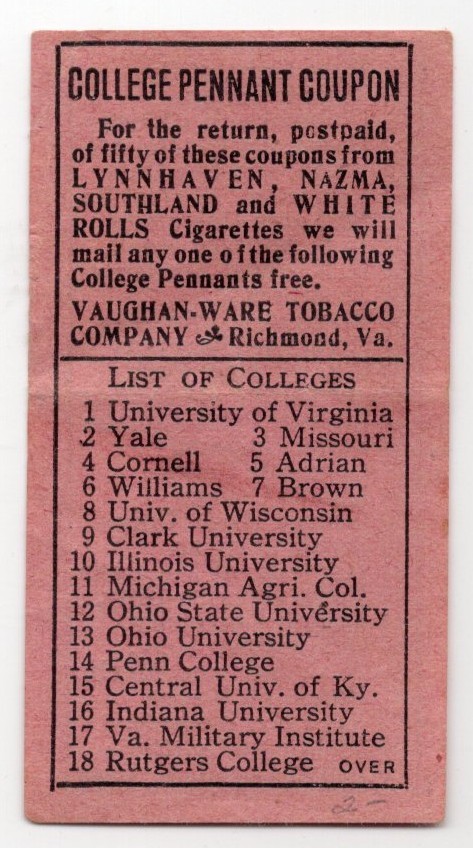 COLLEGE PENNANT COUPON
For the return, postpaid,
of fifty of these coupons from
LYNNHAVEN, NAZMA,
SOUTHLAND and WHITE
ROLLS Cigarettes we will
mail any one of the following
College Pennants free.
VAUGHAN-WARE TOBACCO
COMPANY Richmond, Va.
LIST OF COLLEGES
1 University of Virginia
2 Yale 3 Missouri
4 Cornell 5 Adrian
6 Williams 7 Brown
8 Univ. of Wisconsin
9 Clark University
10 Illinois University
11 Michigan Agri. Col.
12 Ohio State University
13 Ohio University
14 Penn College
15 Central Univ. of Ky.
16 Indiana University
17 Va. Military Institute
18 Rutgers College OVER
2-